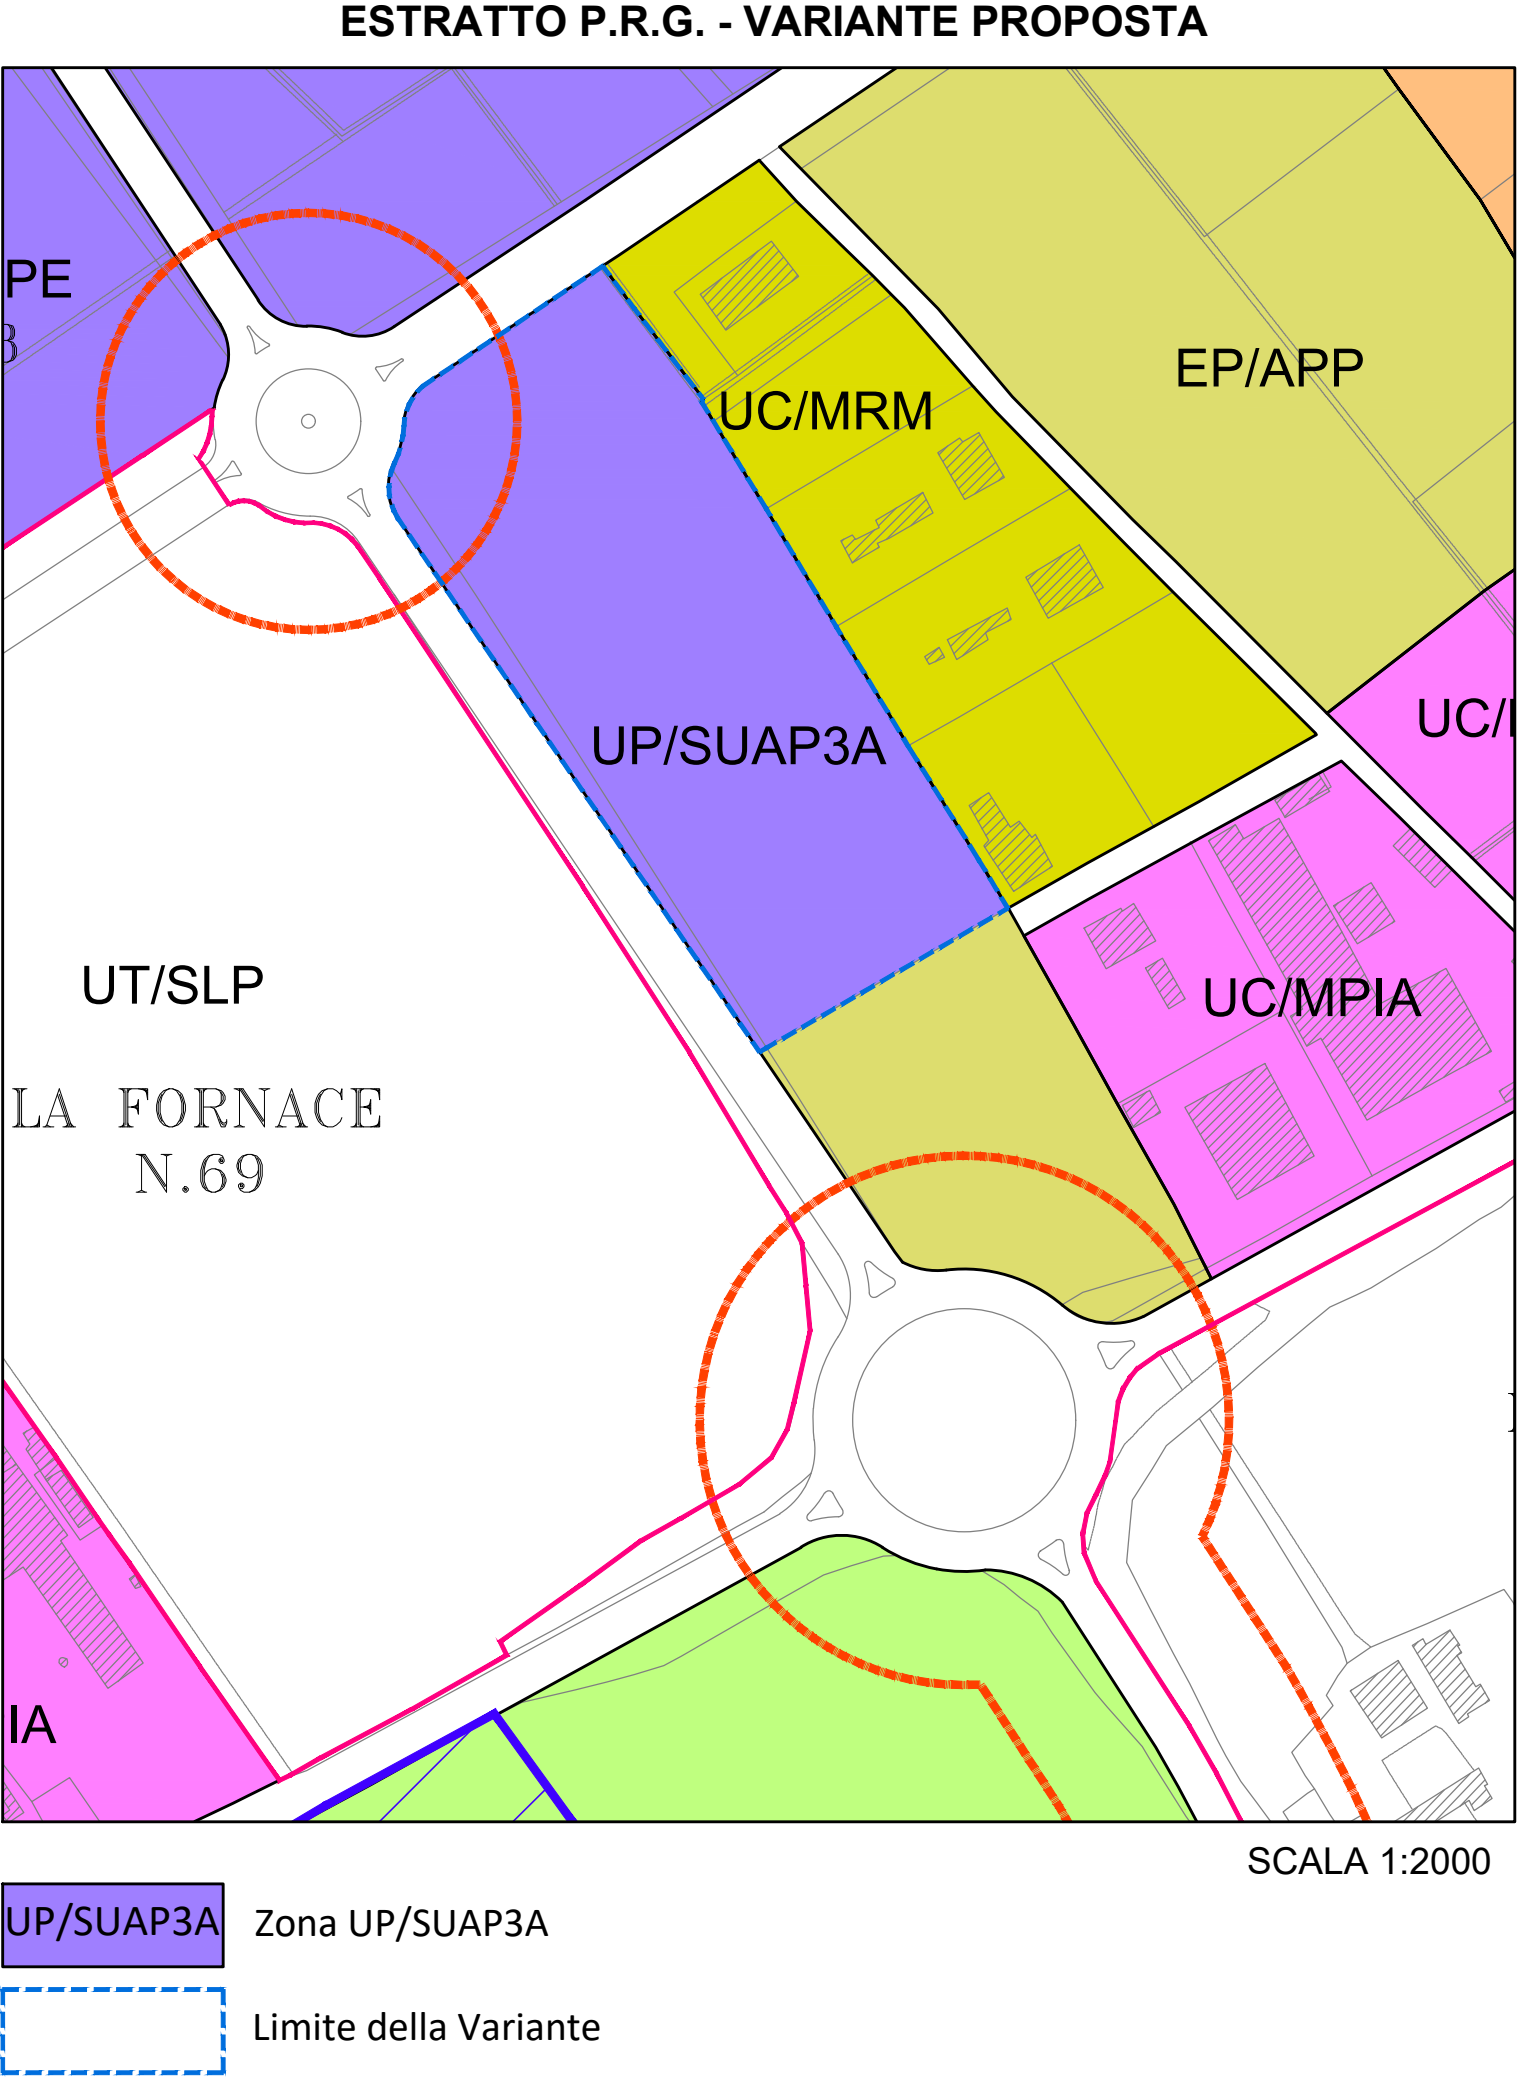 ESTRATTO P.R.G. - VARIANTE PROPOSTA
PE
EP/APP
UC/MRM
UC/
UP/SUAP3A
UT/SLP
UC/MPIA
LA FORNACE
N.69
IA
SCALA 1:2000
UP/SUAP3A
Zona UP/SUAP3A
Limite della Variante